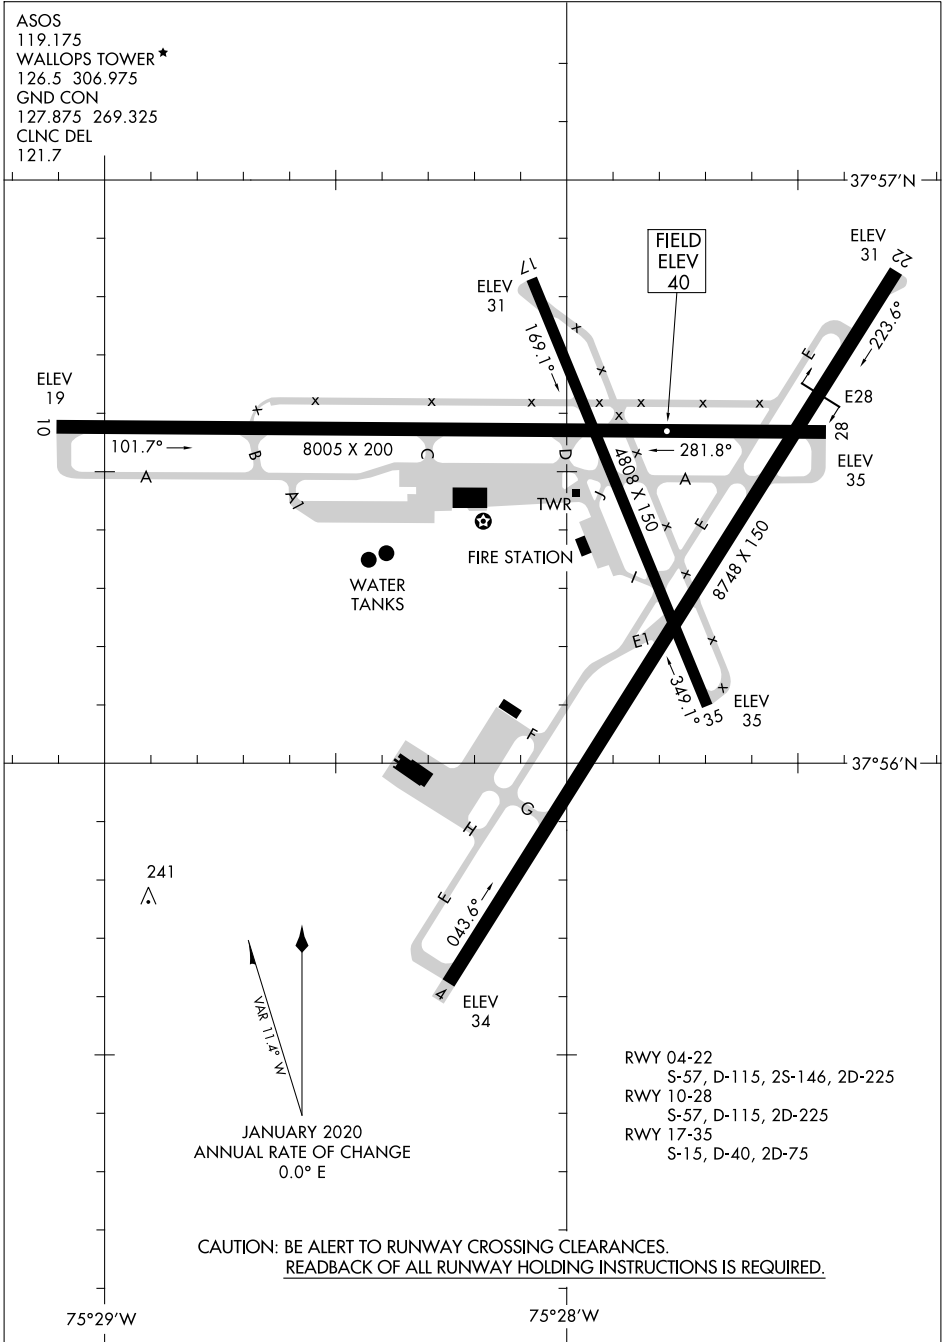 ASOS
119.175
WALLOPS TOWER★
126.5 306.975
GND CON
127.875 269.325
CLNC DEL
121.7
37°57'N
FIELD
ELEV
40
ELEV
31
22
17
ELEV
31
223.6°
169.1°
E
ELEV
19
E28
10
28
101.7°
8005 X 200
281.8°
B
C
D
A
A
ELEV
35
A1
4808 X 150
J
TWR
E
8748 X 150
FIRE STATION
WATER
TANKS
I
E1
349.1°
35
ELEV
35
F
37°56'N
G
H
241
E
043.6°
4
ELEV
34
VAR 11.4° W
JANUARY 2020
ANNUAL RATE OF CHANGE
0.0° E
RWY 04-22
S-57, D-115, 2S-146, 2D-225
RWY 10-28
S-57, D-115, 2D-225
RWY 17-35
S-15, D-40, 2D-75
CAUTION: BE ALERT TO RUNWAY CROSSING CLEARANCES.
READBACK OF ALL RUNWAY HOLDING INSTRUCTIONS IS REQUIRED.
75°29'W
75°28'W